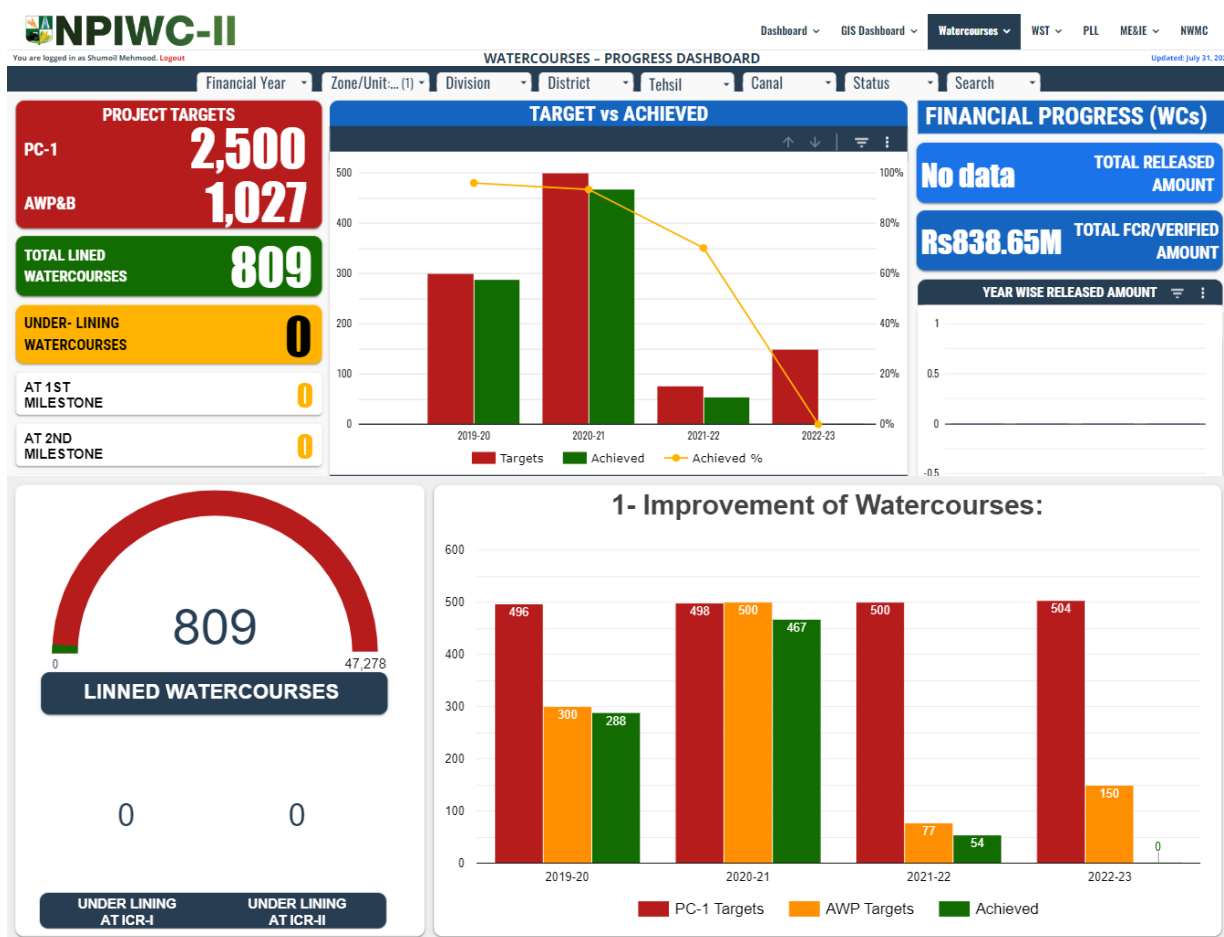 NPIWC-II
Dashboard
GIS Dashboard
Watercourses
WST
PLL
ME&IE
NWMC
You are logged in as Shumoil Mehmood. Logout
WATERCOURSES – PROGRESS DASHBOARD
Updated: July 31, 202
Financial Year
Zone/Unit:... (1)
Division
District
Tehsil
Canal
Status
Search
PROJECT TARGETS
PC-1
2,500
AWP&B
1,027
TOTAL LINED
WATERCOURSES
809
UNDER- LINING
WATERCOURSES
0
AT 1ST
MILESTONE
0
AT 2ND
MILESTONE
0
TARGET vs ACHIEVED
500
400
300
200
100
0
100%
80%
60%
40%
20%
0%
2019-20
2020-21
2021-22
2022-23
Targets
Achieved
Achieved %
FINANCIAL PROGRESS (WCs)
No data
TOTAL RELEASED
AMOUNT
Rs838.65M
TOTAL FCR/VERIFIED
AMOUNT
YEAR WISE RELEASED AMOUNT
1
0.5
0
-0.5
809
0
47,278
LINNED WATERCOURSES
0
0
UNDER LINING
AT ICR-I
UNDER LINING
AT ICR-II
1- Improvement of Watercourses:
600
500
400
300
200
100
0
496
300
288
498
500
467
500
77
54
504
150
0
2019-20
2020-21
2021-22
2022-23
PC-1 Targets
AWP Targets
Achieved